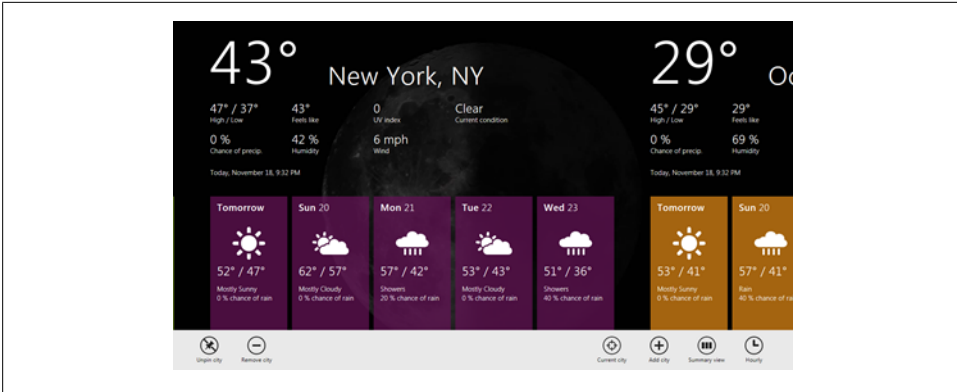 43° New York, NY
47° / 37° 43° 0 Clear
High / Low Feels like UV index Current condition
0 % 42 % 6 mph
Chance of precip. Humidity Wind
Today, November 18, 9:32 PM
29° Oc
45° / 29° 29°
High / Low Feels like
0 % 69 %
Chance of precip. Humidity
Today, November 18, 9:32 PM
Tomorrow
52° / 47°
Mostly Sunny
0 % chance of rain
Sun 20
62° / 57°
Mostly Cloudy
0 % chance of rain
Mon 21
57° / 42°
Showers
20 % chance of rain
Tue 22
53° / 43°
Mostly Cloudy
0 % chance of rain
Wed 23
51° / 36°
Showers
40 % chance of rain
Tomorrow
53° / 41°
Mostly Sunny
0 % chance of rain
Sun 20
57° / 41°
Rain
40 % chance of ra
Unpin city Remove city Current city Add city Summary view Hourly